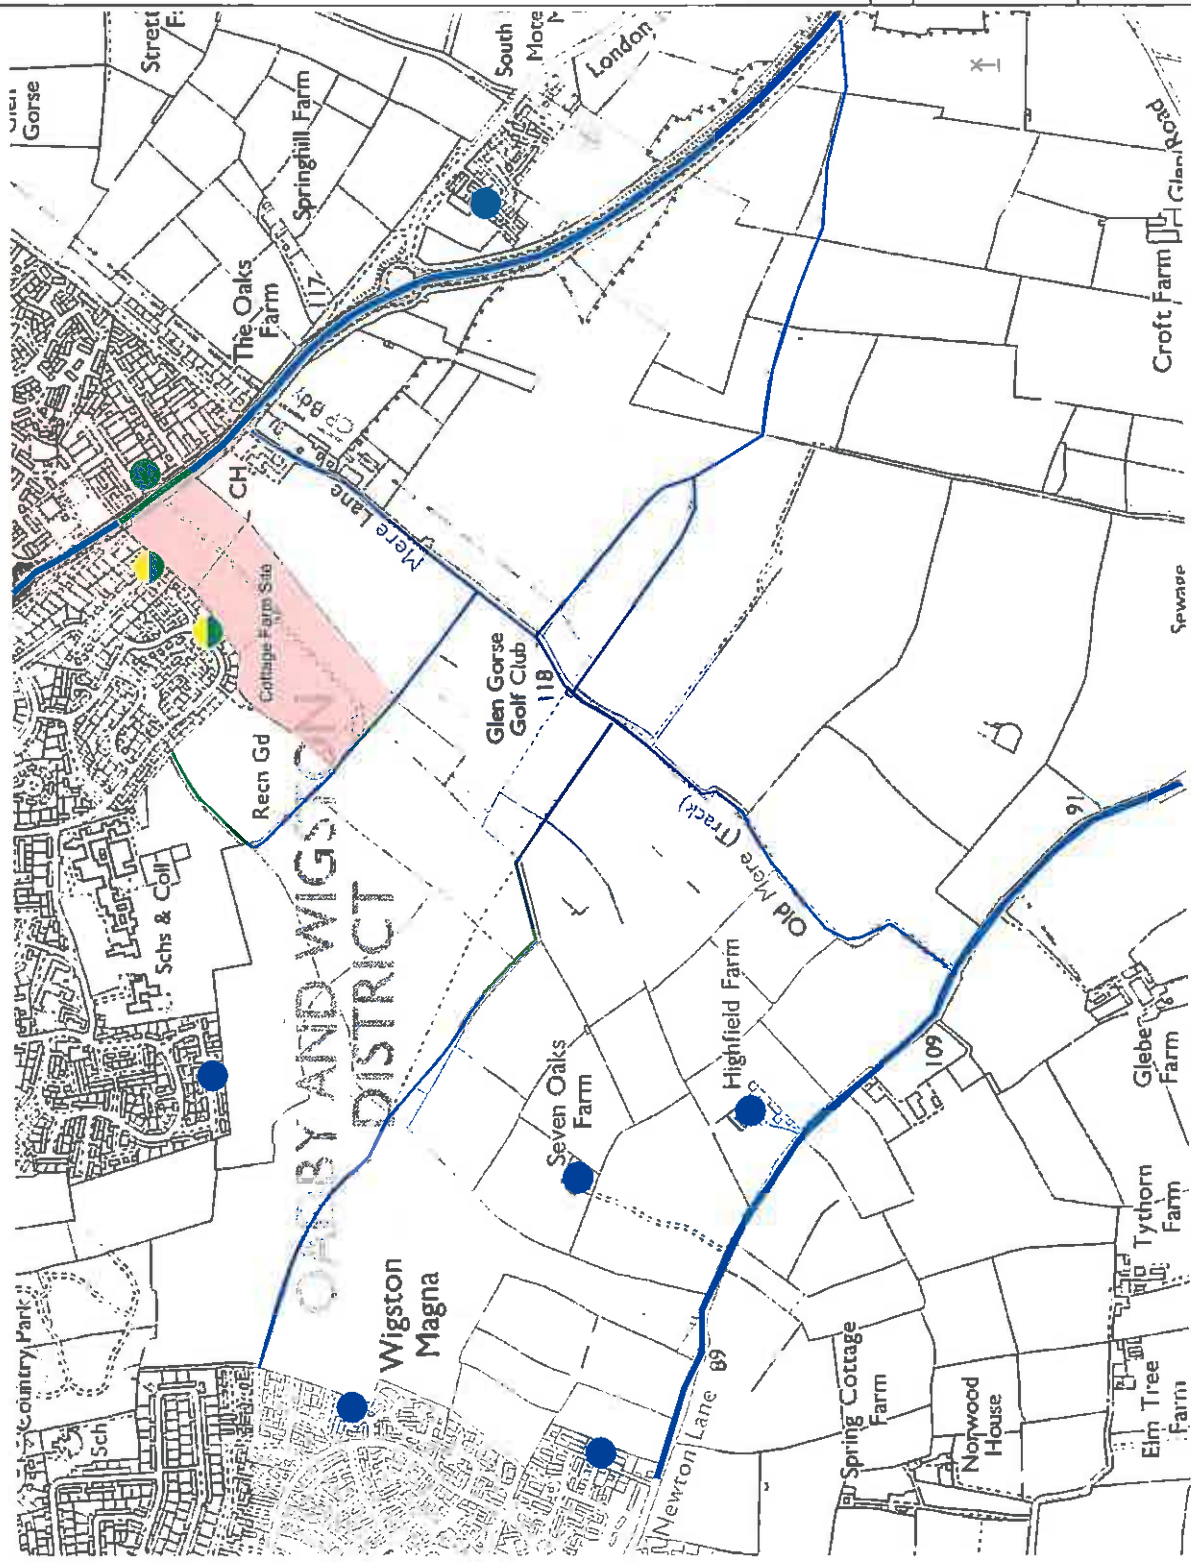 Gorse
Strett
South
London
Springhill Farm
The Oaks
Farm
117
CP Bdy
CH
Mere Lane
Cottage Farm Site
Recn Gd
Glen Gorse
Golf Club
118
OADBY AND WIGSTON
DISTRICT
Schs & Coll
Old Mere (Track)
Croft Farm
Glen Road
Sewage
91
Highfield Farm
Seven Oaks
Farm
109
Glebe
Farm
Country Park
Sch
Wigston
Magna
Newton Lane
89
Tythorn
Farm
Spring Cottage
Farm
Norwood
House
Elm Tree
Farm